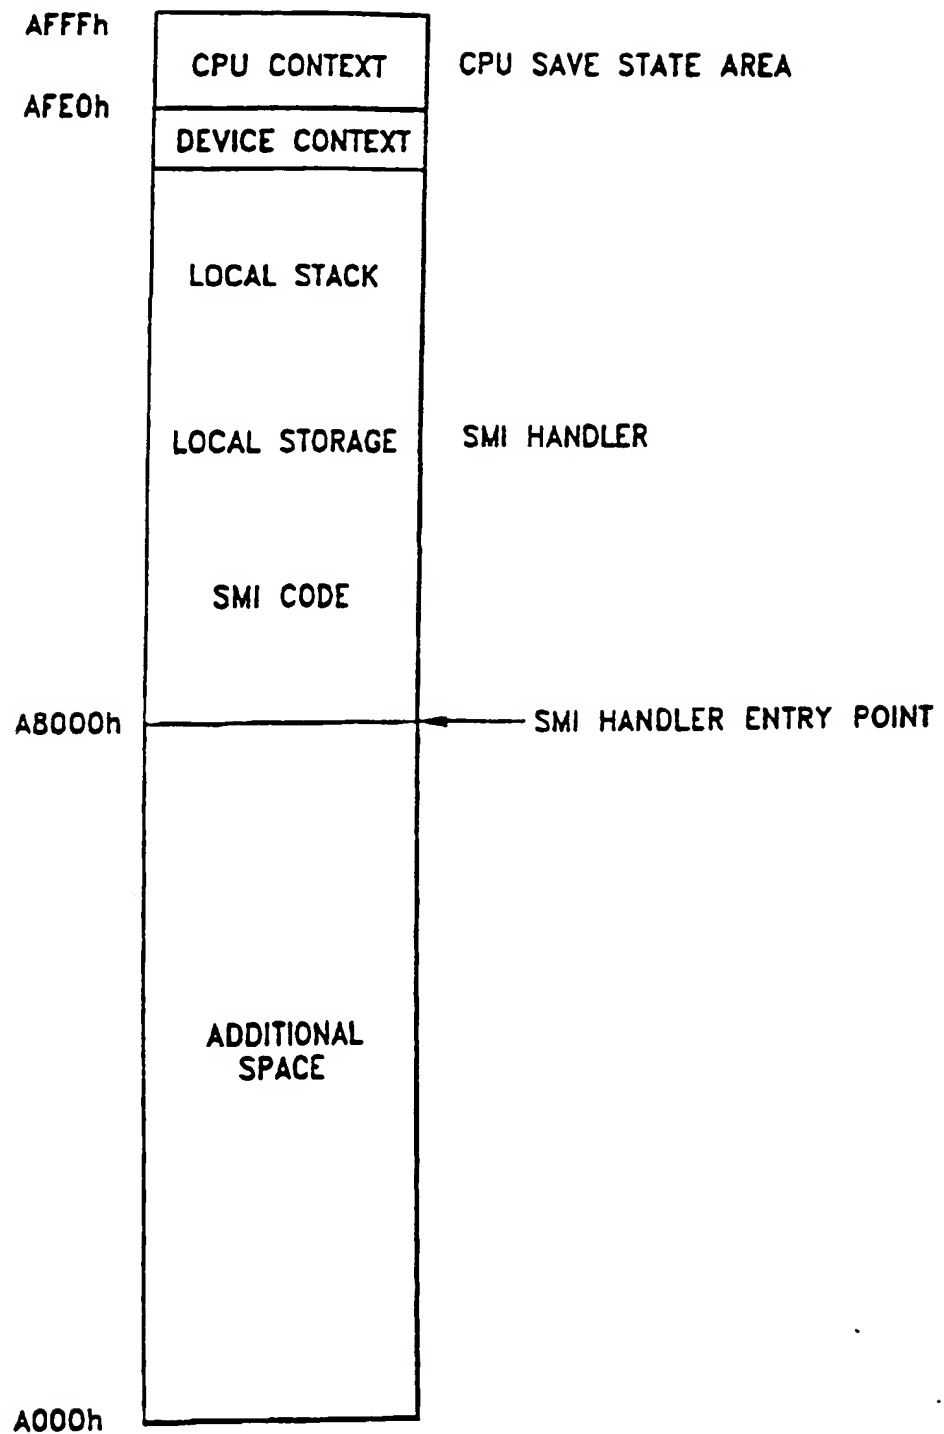 AFFFh
CPU CONTEXT
CPU SAVE STATE AREA
AFE0h
DEVICE CONTEXT
LOCAL STACK
LOCAL STORAGE
SMI HANDLER
SMI CODE
A8000h
SMI HANDLER ENTRY POINT
ADDITIONAL
SPACE
A000h